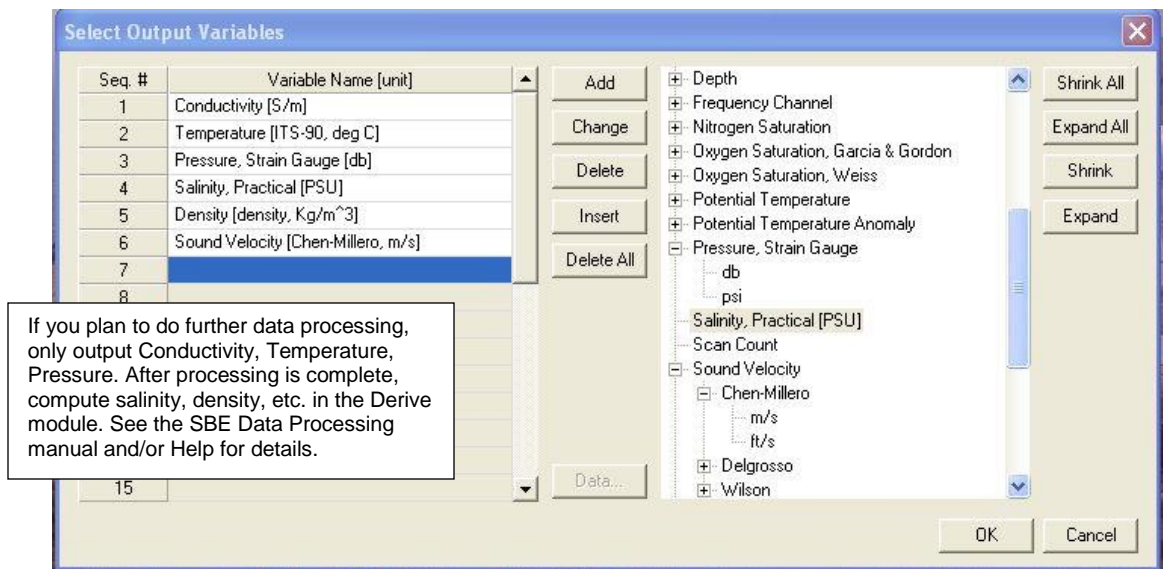 Select Output Variables
Seq. # Variable Name [unit]
1 Conductivity [S/m]
2 Temperature [ITS-90, deg C]
3 Pressure, Strain Gauge [db]
4 Salinity, Practical [PSU]
5 Density [density, Kg/m^3]
6 Sound Velocity [Chen-Millero, m/s]
7
8
15
If you plan to do further data processing,
only output Conductivity, Temperature,
Pressure. After processing is complete,
compute salinity, density, etc. in the Derive
module. See the SBE Data Processing
manual and/or Help for details.
Add
Change
Delete
Insert
Delete All
Data...
Depth
Frequency Channel
Nitrogen Saturation
Oxygen Saturation, Garcia & Gordon
Oxygen Saturation, Weiss
Potential Temperature
Potential Temperature Anomaly
Pressure, Strain Gauge
db
psi
Salinity, Practical [PSU]
Scan Count
Sound Velocity
Chen-Millero
m/s
ft/s
Delgrosso
Wilson
Shrink All
Expand All
Shrink
Expand
OK
Cancel